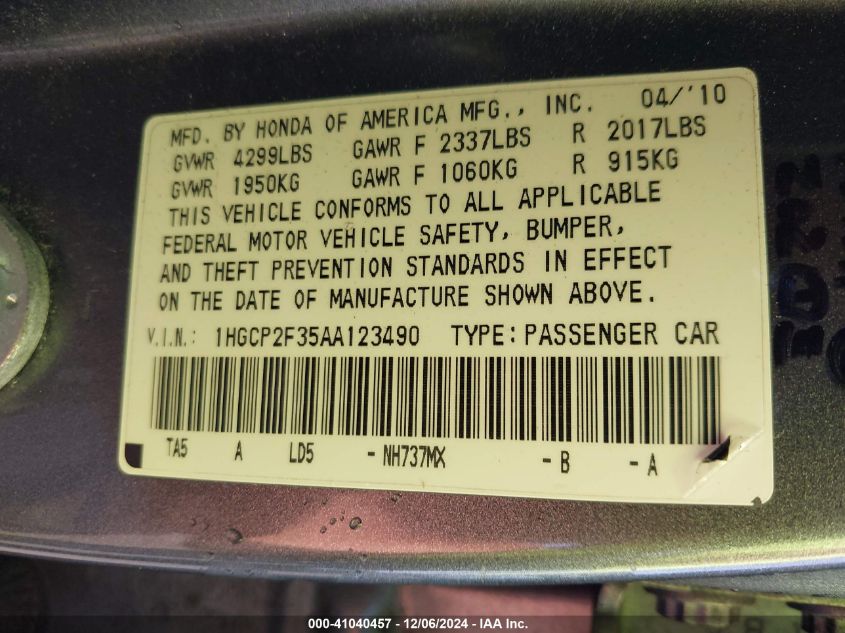 MFD. BY HONDA OF AMERICA MFG., INC. 04/'10
GVWR 4299LBS GAWR F 2337LBS R 2017LBS
GVWR 1950KG GAWR F 1060KG R 915KG
THIS VEHICLE CONFORMS TO ALL APPLICABLE
FEDERAL MOTOR VEHICLE SAFETY, BUMPER,
AND THEFT PREVENTION STANDARDS IN EFFECT
ON THE DATE OF MANUFACTURE SHOWN ABOVE.
V.I.N.: 1HGCP2F35AA123490 TYPE: PASSENGER CAR
TA5 A LD5 - NH737MX - B - A
000-41040457 - 12/06/2024 - IAA Inc.